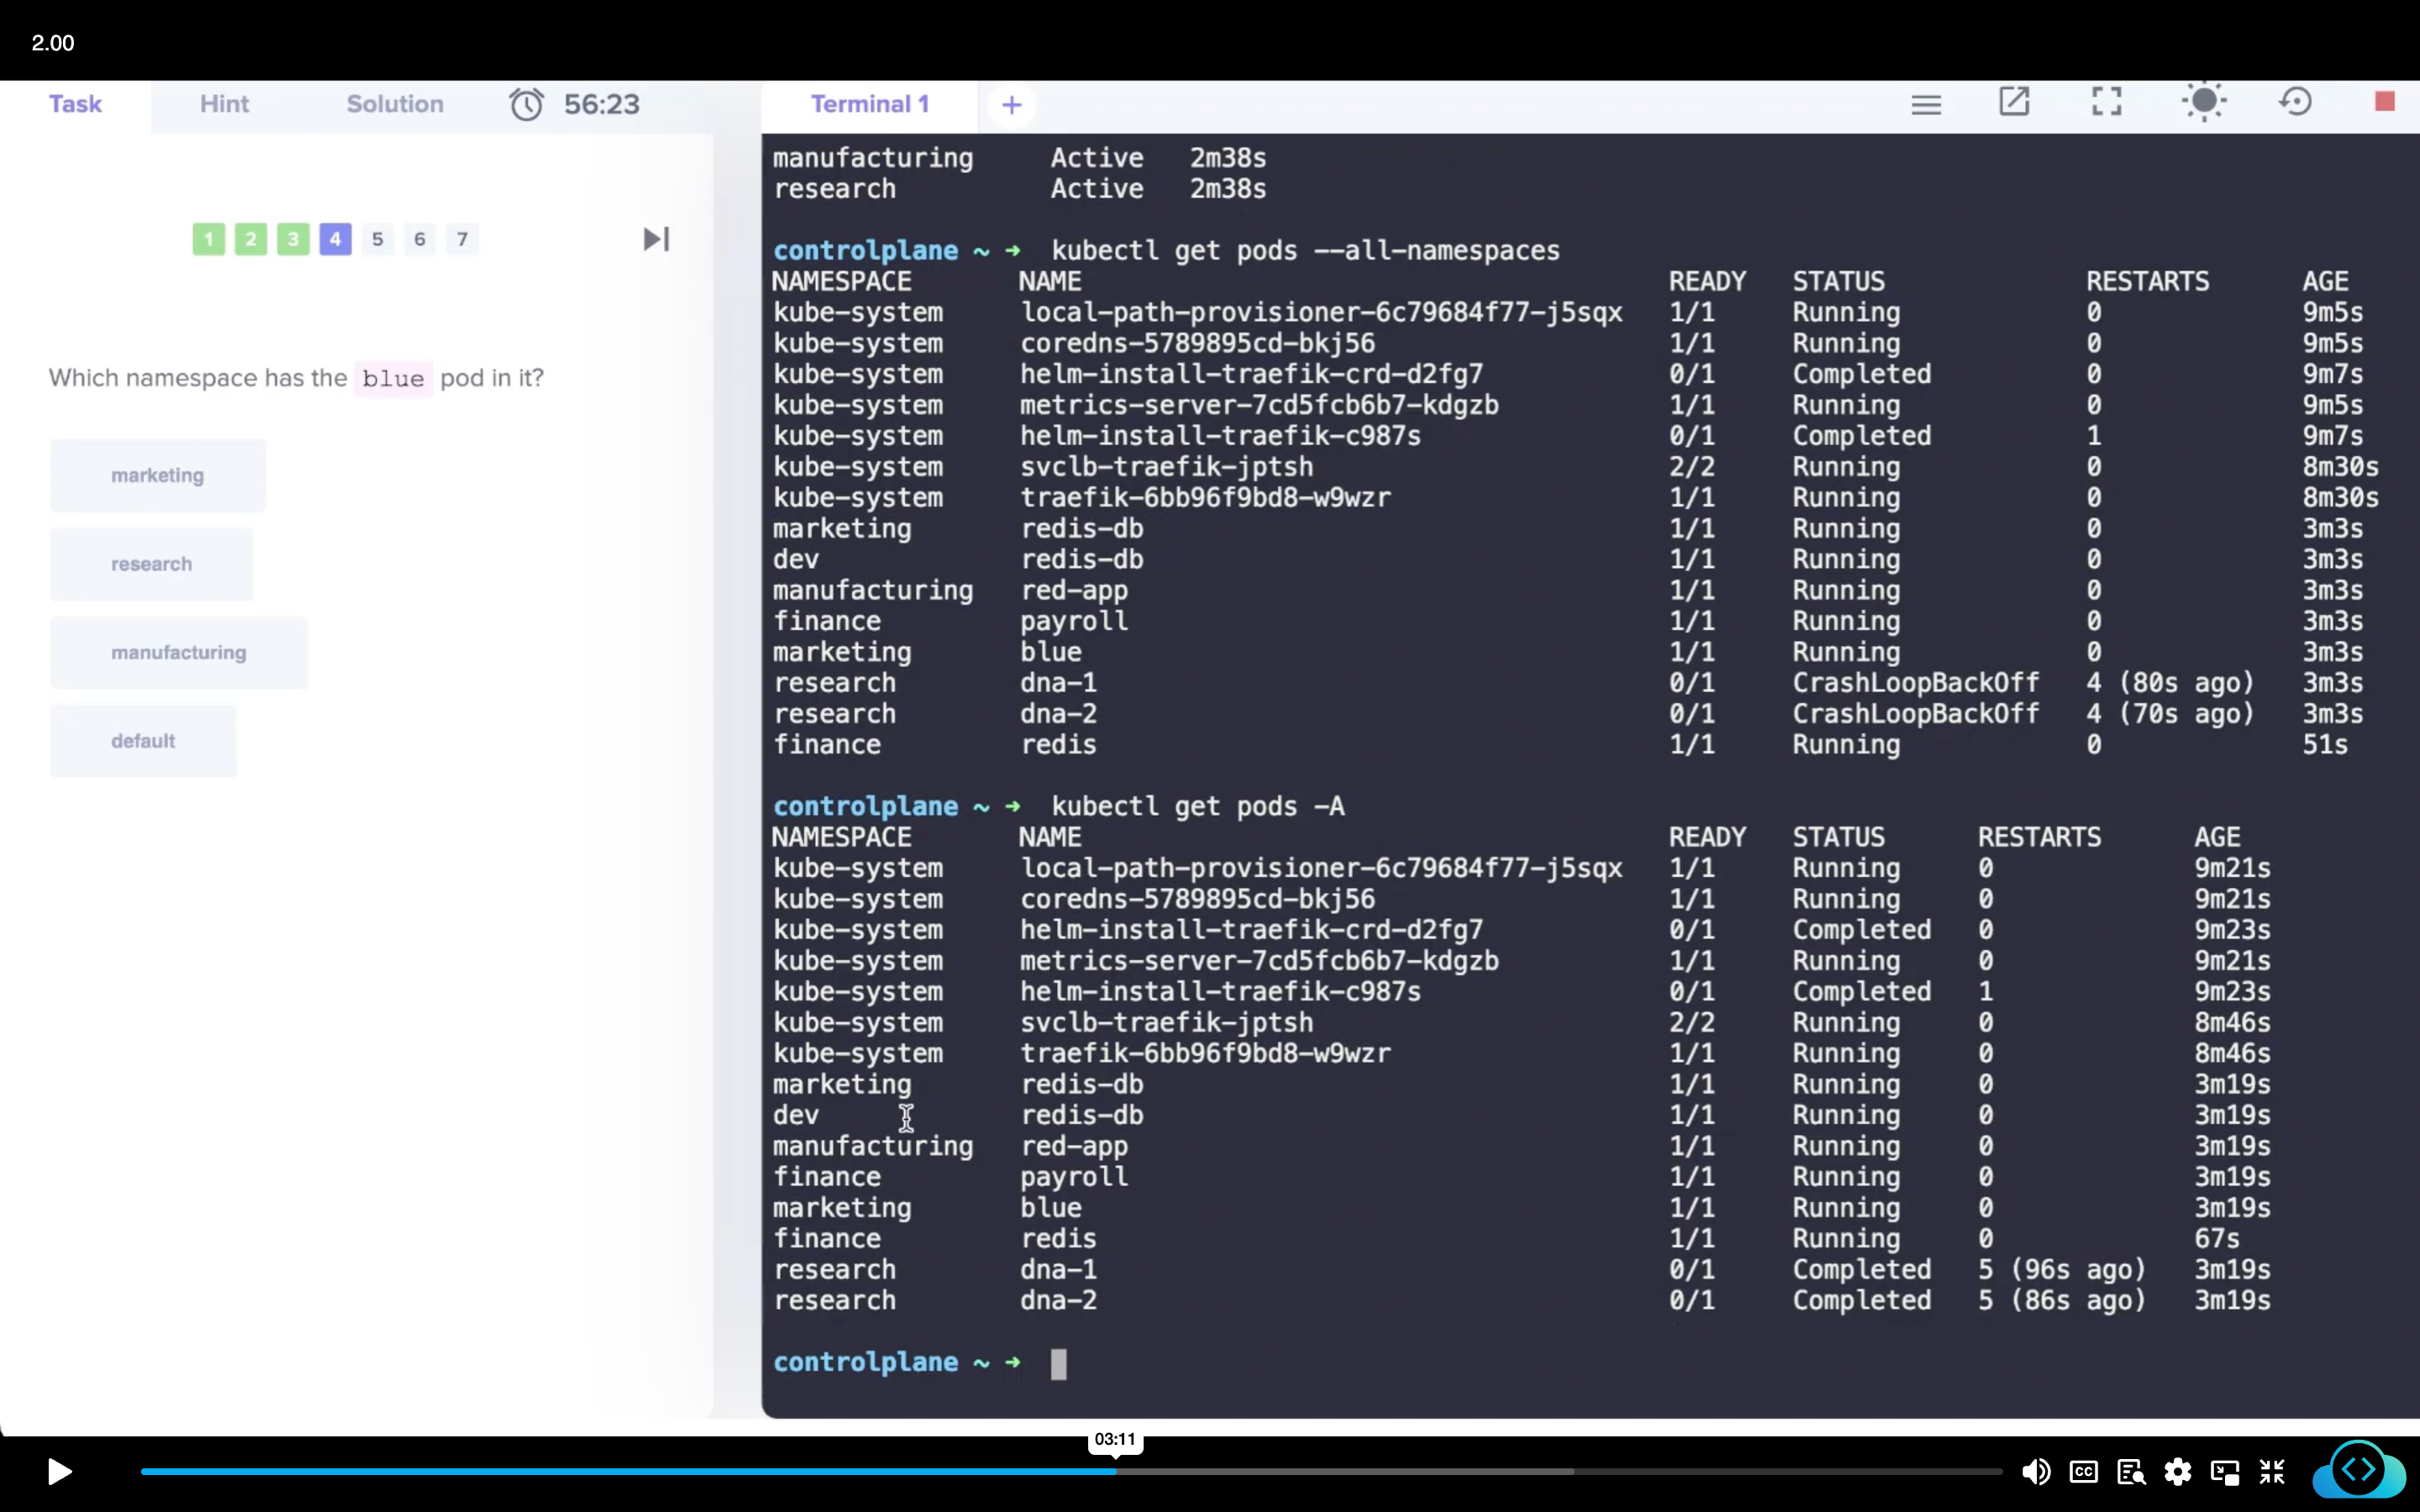 2.00
Task Hint Solution 56:23
1 2 3 4 5 6 7
Which namespace has the blue pod in it?
marketing
research
manufacturing
default
Terminal 1 +
manufacturing Active 2m38s
research Active 2m38s
controlplane ~ ➜ kubectl get pods --all-namespaces
NAMESPACE NAME READY STATUS RESTARTS AGE
kube-system local-path-provisioner-6c79684f77-j5sqx 1/1 Running 0 9m5s
kube-system coredns-5789895cd-bkj56 1/1 Running 0 9m5s
kube-system helm-install-traefik-crd-d2fg7 0/1 Completed 0 9m7s
kube-system metrics-server-7cd5fcb6b7-kdgzb 1/1 Running 0 9m5s
kube-system helm-install-traefik-c987s 0/1 Completed 1 9m7s
kube-system svclb-traefik-jptsh 2/2 Running 0 8m30s
kube-system traefik-6bb96f9bd8-w9wzr 1/1 Running 0 8m30s
marketing redis-db 1/1 Running 0 3m3s
dev redis-db 1/1 Running 0 3m3s
manufacturing red-app 1/1 Running 0 3m3s
finance payroll 1/1 Running 0 3m3s
marketing blue 1/1 Running 0 3m3s
research dna-1 0/1 CrashLoopBackOff 4 (80s ago) 3m3s
research dna-2 0/1 CrashLoopBackOff 4 (70s ago) 3m3s
finance redis 1/1 Running 0 51s
controlplane ~ ➜ kubectl get pods -A
NAMESPACE NAME READY STATUS RESTARTS AGE
kube-system local-path-provisioner-6c79684f77-j5sqx 1/1 Running 0 9m21s
kube-system coredns-5789895cd-bkj56 1/1 Running 0 9m21s
kube-system helm-install-traefik-crd-d2fg7 0/1 Completed 0 9m23s
kube-system metrics-server-7cd5fcb6b7-kdgzb 1/1 Running 0 9m21s
kube-system helm-install-traefik-c987s 0/1 Completed 1 9m23s
kube-system svclb-traefik-jptsh 2/2 Running 0 8m46s
kube-system traefik-6bb96f9bd8-w9wzr 1/1 Running 0 8m46s
marketing redis-db 1/1 Running 0 3m19s
dev redis-db 1/1 Running 0 3m19s
manufacturing red-app 1/1 Running 0 3m19s
finance payroll 1/1 Running 0 3m19s
marketing blue 1/1 Running 0 3m19s
finance redis 1/1 Running 0 67s
research dna-1 0/1 Completed 5 (96s ago) 3m19s
research dna-2 0/1 Completed 5 (86s ago) 3m19s
controlplane ~ ➜
03:11
CC